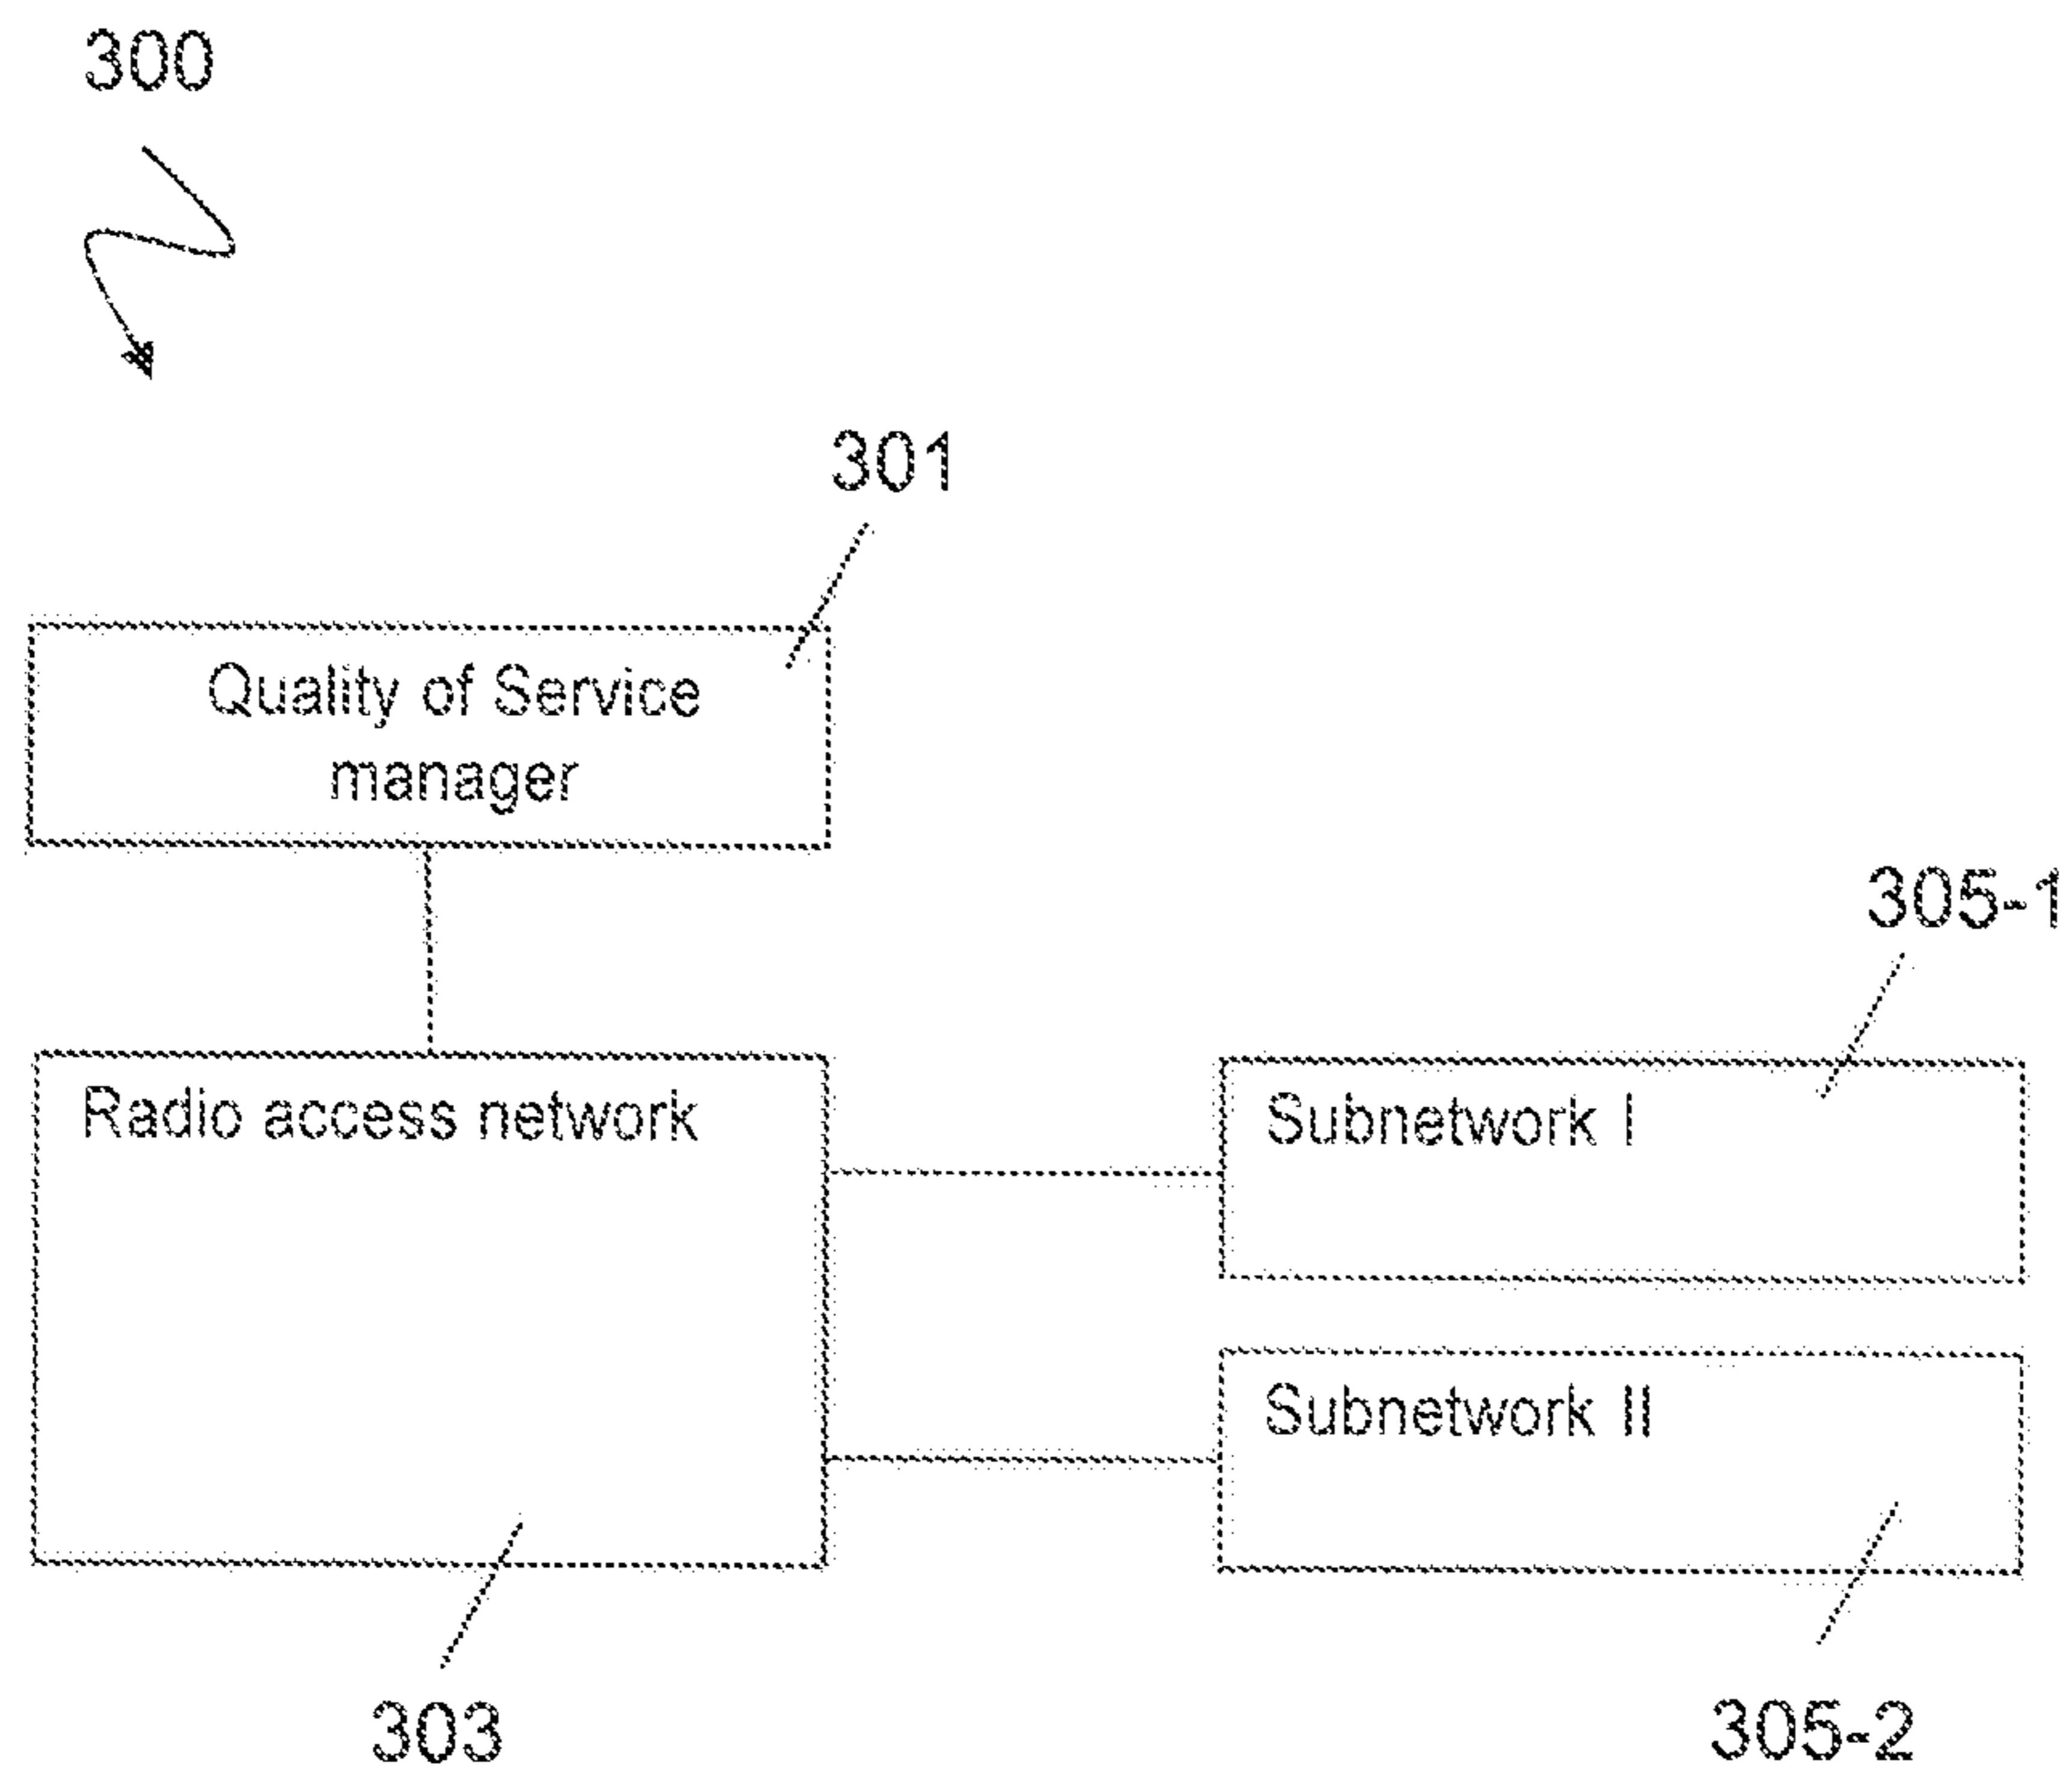 300
301
Quality of Service
manager
305-1
Radio access network
Subnetwork I
Subnetwork II
303
305-2